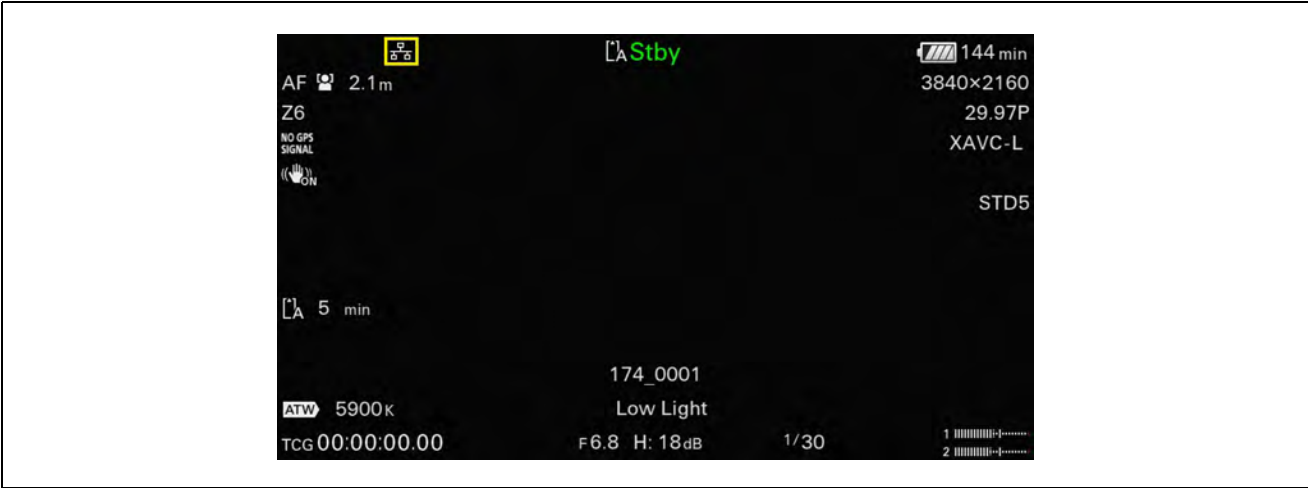 A Stby 144 min
AF 2.1m 3840×2160
Z6 29.97P
NO GPS
SIGNAL
XAVC-L
ON
STD5
A 5 min
174_0001
ATW 5900K Low Light
TCG 00:00:00.00 F6.8 H: 18dB 1/30
1
2